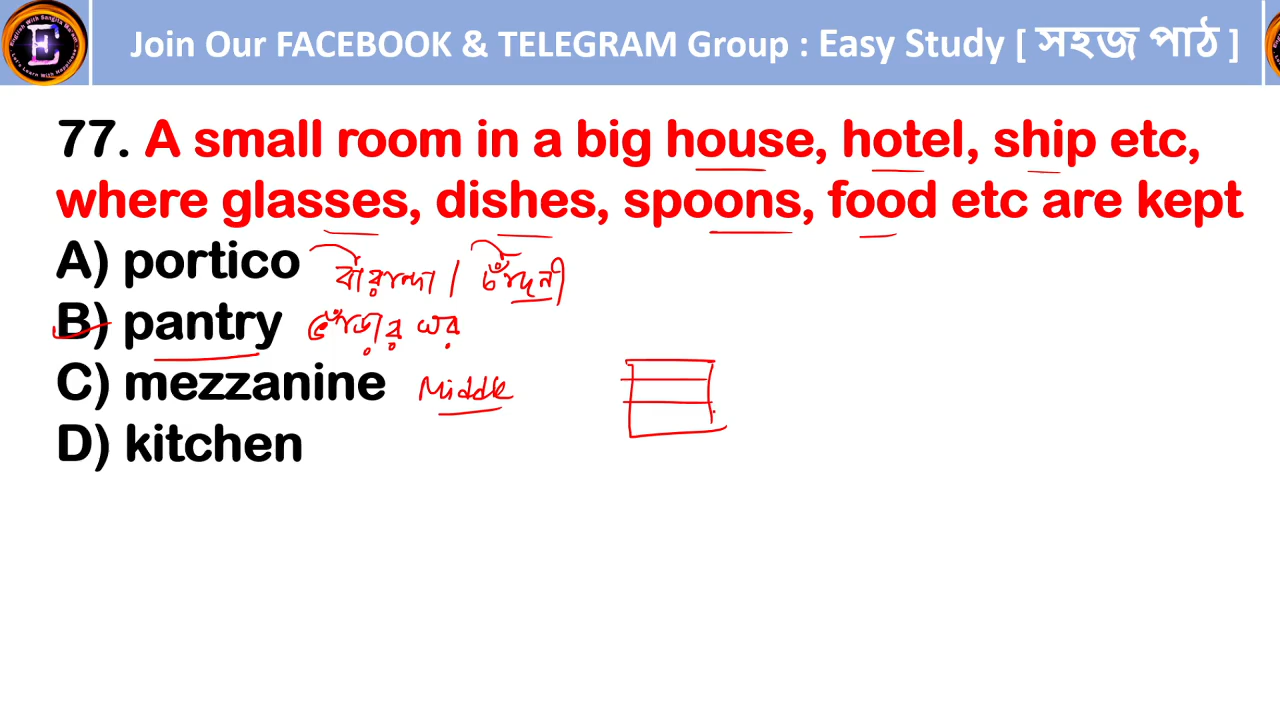 Join Our FACEBOOK & TELEGRAM Group : Easy Study [ সহজ পাঠ ]
E
77. A small room in a big house, hotel, ship etc,
where glasses, dishes, spoons, food etc are kept
A) portico বারান্দা / চাঁদনী
B) pantry ভাঁড়ার ঘর
C) mezzanine Middle
D) kitchen